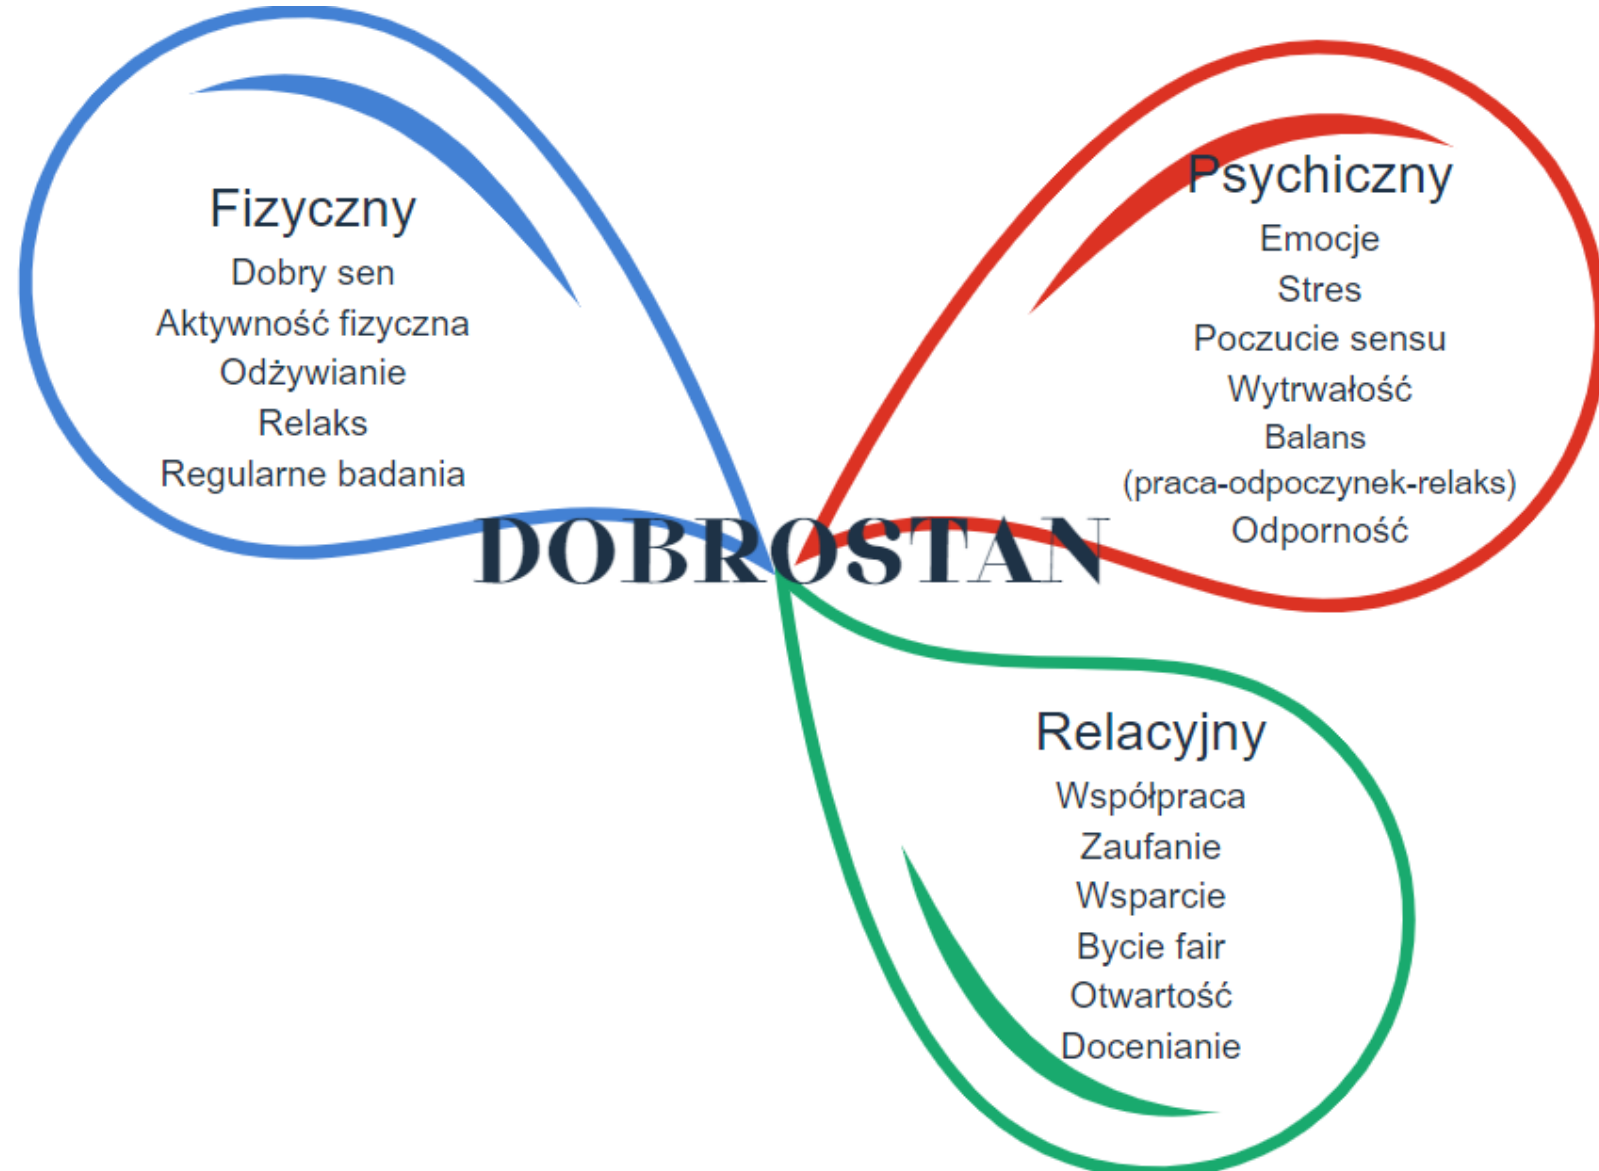 Fizyczny
Dobry sen
Aktywność fizyczna
Odżywianie
Relaks
Regularne badania
Psychiczny
Emocje
Stres
Poczucie sensu
Wytrwałość
Balans
(praca-odpoczynek-relaks)
Odporność
DOBROSTAN
Relacyjny
Współpraca
Zaufanie
Wsparcie
Bycie fair
Otwartość
Docenianie